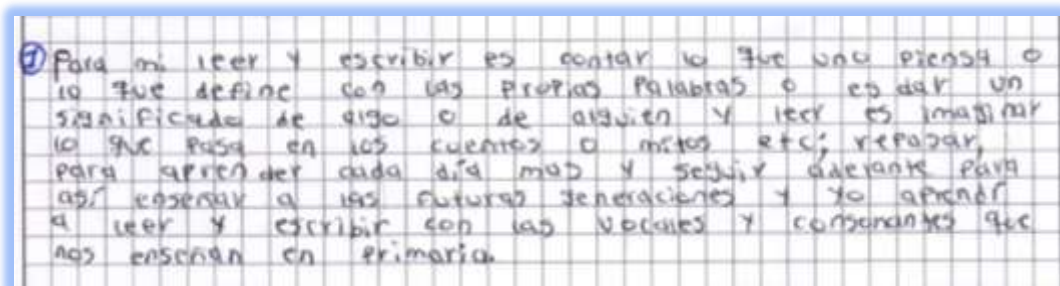 ① Para mi leer y escribir es contar lo que uno piensa o
lo que define con las propias palabras o es dar un
significado de algo o de alguien y leer es imaginar
lo que pasa en los cuentos o mitos etc; repasar,
para aprender cada día mas y seguir adelante para
así enseñar a las futuras generaciones y yo aprendí
a leer y escribir con las vocales y consonantes que
nos enseñan en primaria.